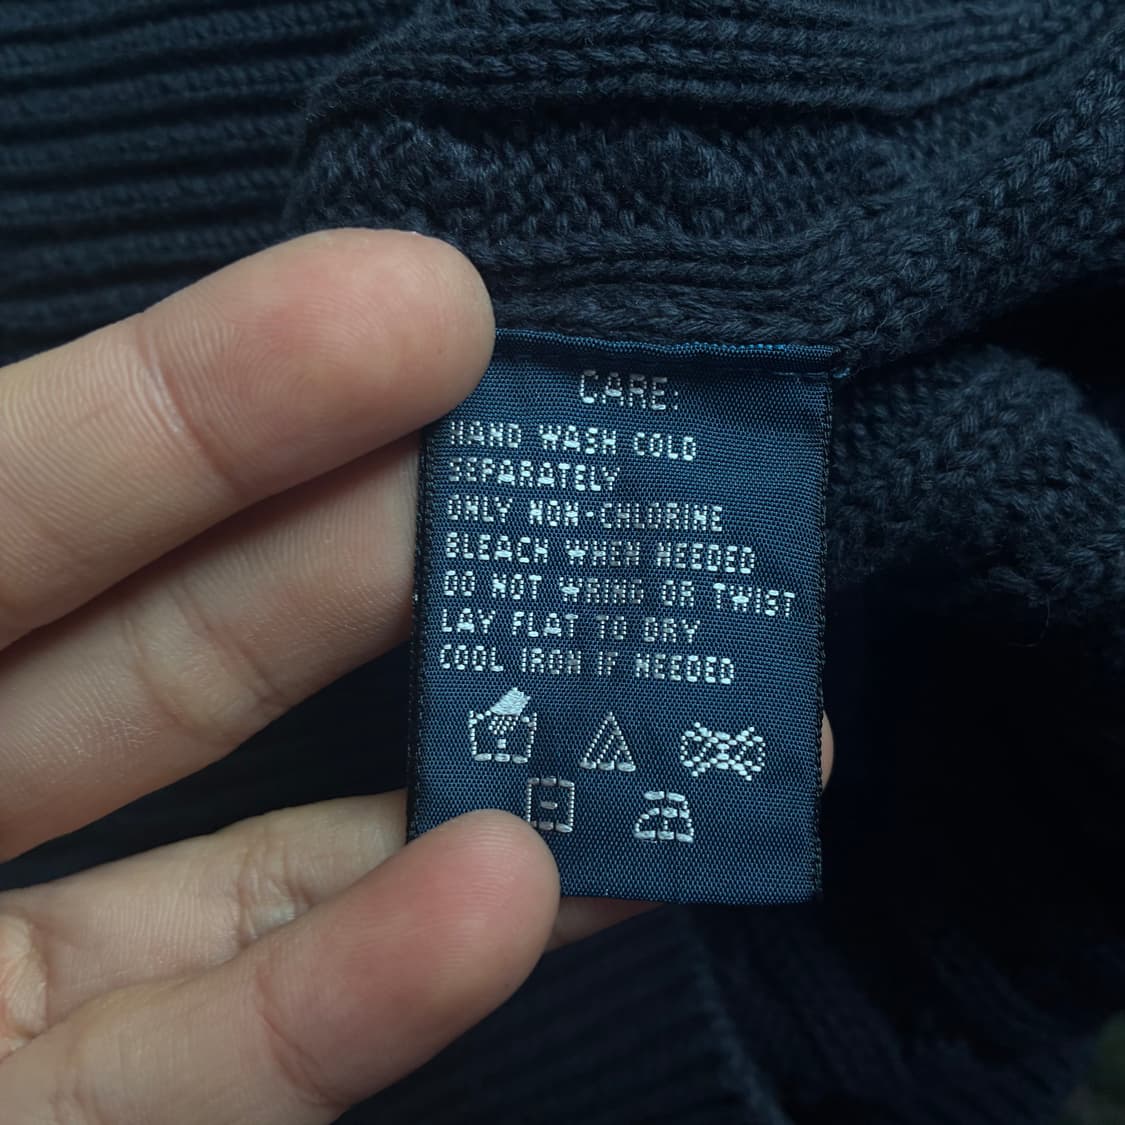 CARE:
HAND WASH COLD
SEPARATELY
ONLY NON-CHLORINE
BLEACH WHEN NEEDED
DO NOT WRING OR TWIST
LAY FLAT TO DRY
COOL IRON IF NEEDED